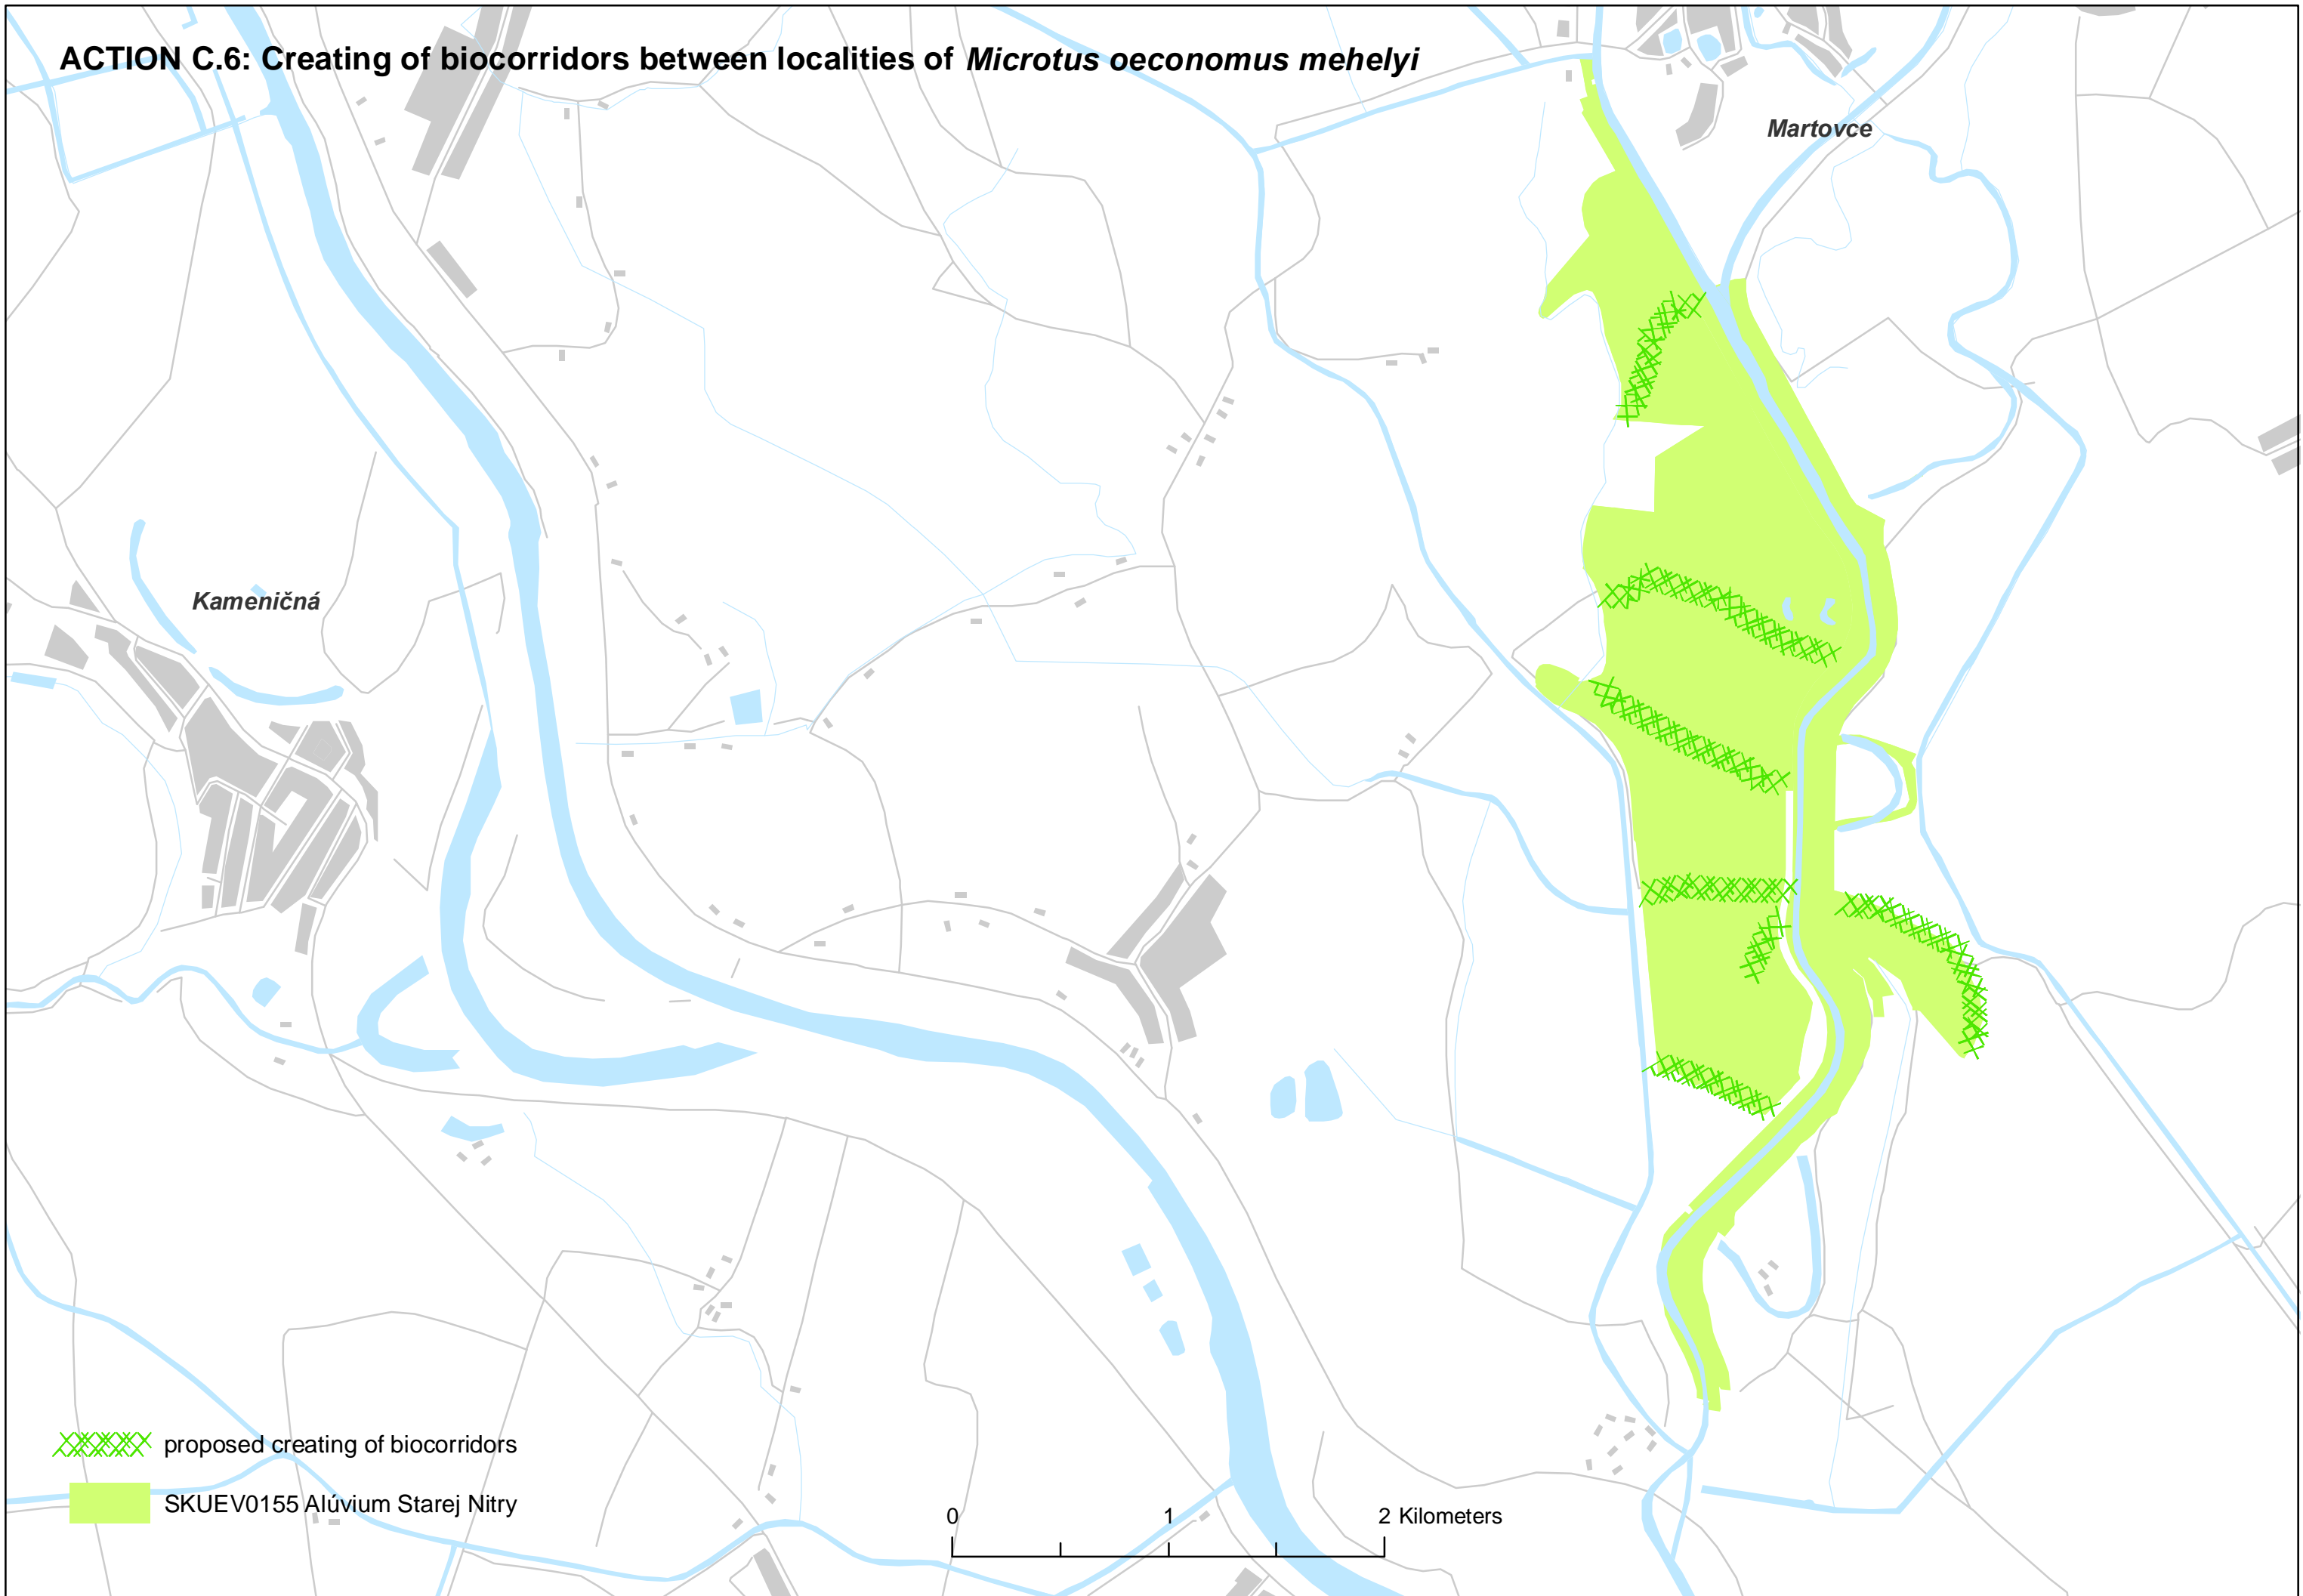 ACTION C.6: Creating of biocorridors between localities of Microtus oeconomus mehelyi
Martovce
Kameničná
proposed creating of biocorridors
SKUEV0155 Alúvium Starej Nitry
0 1 2 Kilometers